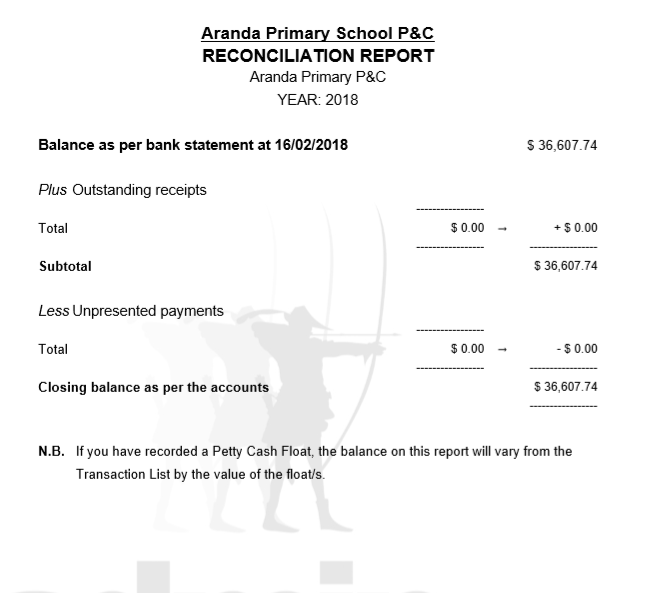 Aranda Primary School P&C
RECONCILIATION REPORT
Aranda Primary P&C
YEAR: 2018
Balance as per bank statement at 16/02/2018 $ 36,607.74
Plus Outstanding receipts
Total $ 0.00 → + $ 0.00
Subtotal $ 36,607.74
Less Unpresented payments
Total $ 0.00 → - $ 0.00
Closing balance as per the accounts $ 36,607.74
N.B. If you have recorded a Petty Cash Float, the balance on this report will vary from the
Transaction List by the value of the float/s.